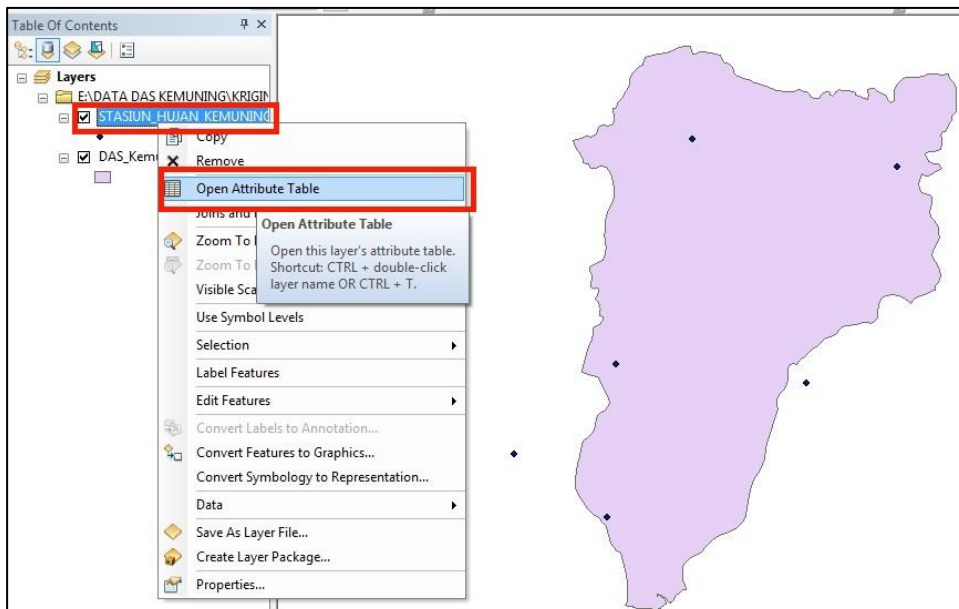 Table Of Contents
Layers
E:\DATA DAS KEMUNING\KRIGIN
STASIUN_HUJAN_KEMUNING
DAS_Kemu
Copy
Remove
Open Attribute Table
Joins and
Open Attribute Table
Open this layer's attribute table.
Shortcut: CTRL + double-click
layer name OR CTRL + T.
Zoom To
Zoom To
Visible Sca
Use Symbol Levels
Selection
Label Features
Edit Features
Convert Labels to Annotation...
Convert Features to Graphics...
Convert Symbology to Representation...
Data
Save As Layer File...
Create Layer Package...
Properties...